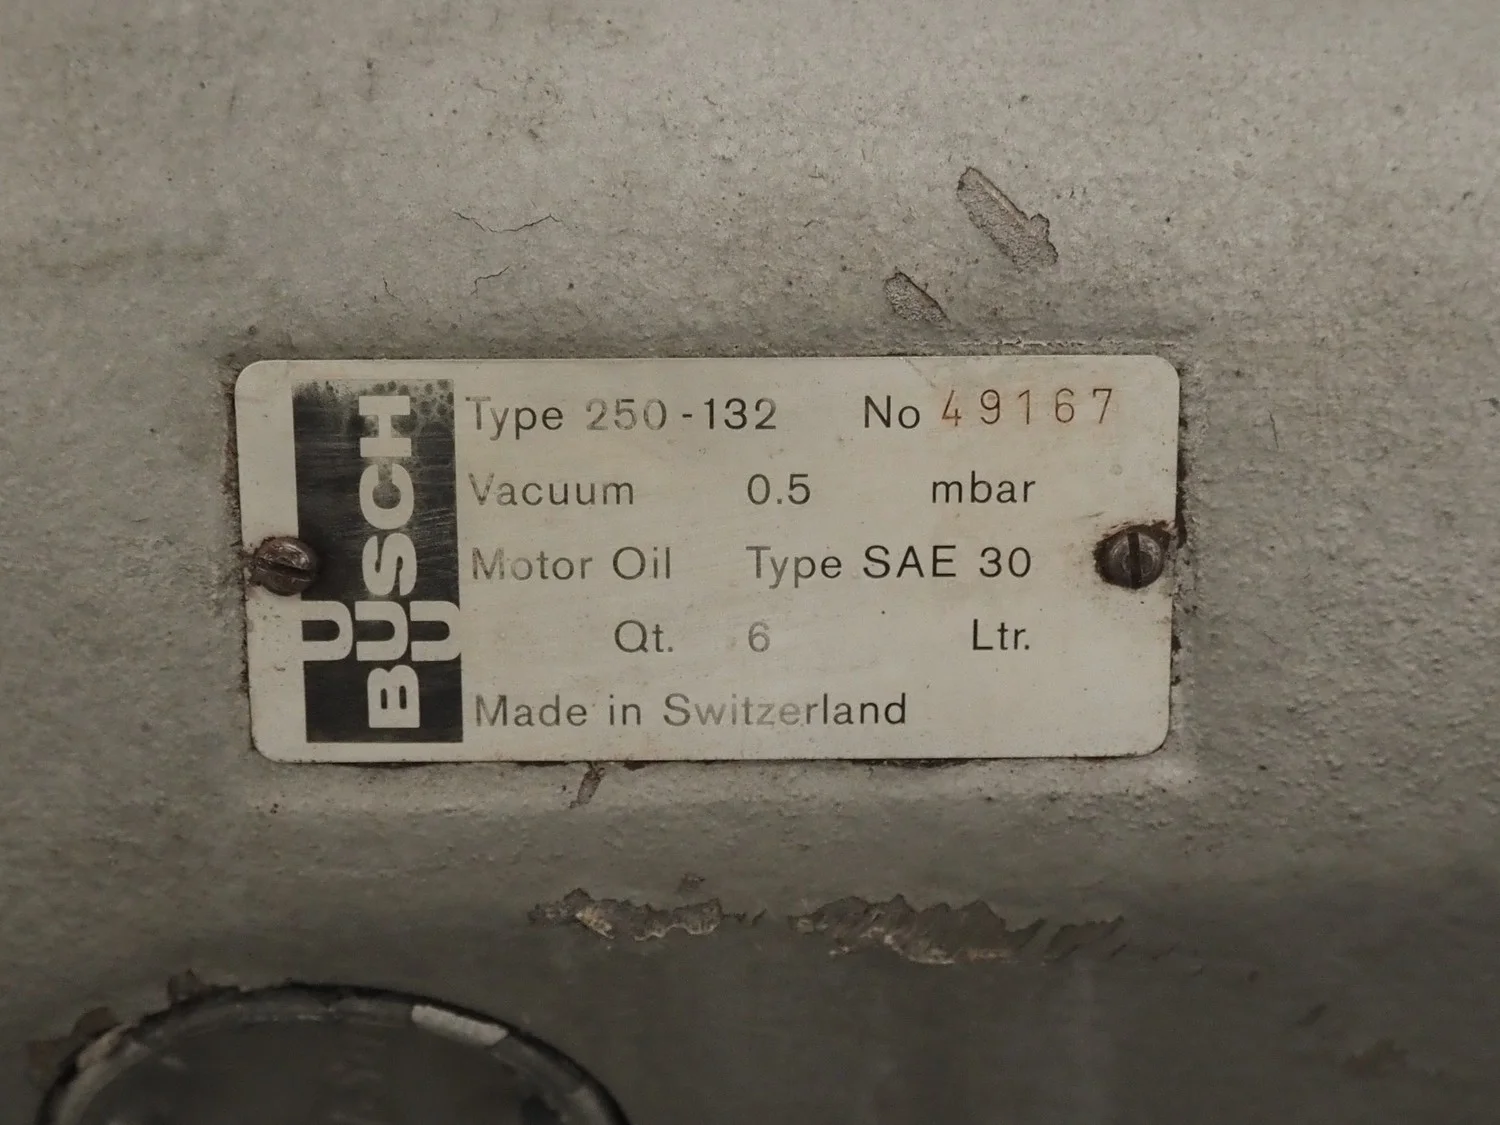 BUSCH
Type 250-132 No 49167
Vacuum 0.5 mbar
Motor Oil Type SAE 30
Qt. 6 Ltr.
Made in Switzerland